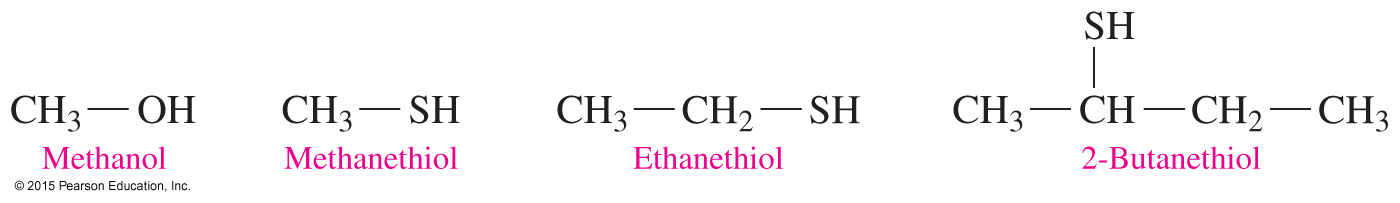 SH
CH₃—OH CH₃—SH CH₃—CH₂—SH CH₃—CH—CH₂—CH₃
Methanol Methanethiol Ethanethiol 2-Butanethiol
© 2015 Pearson Education, Inc.